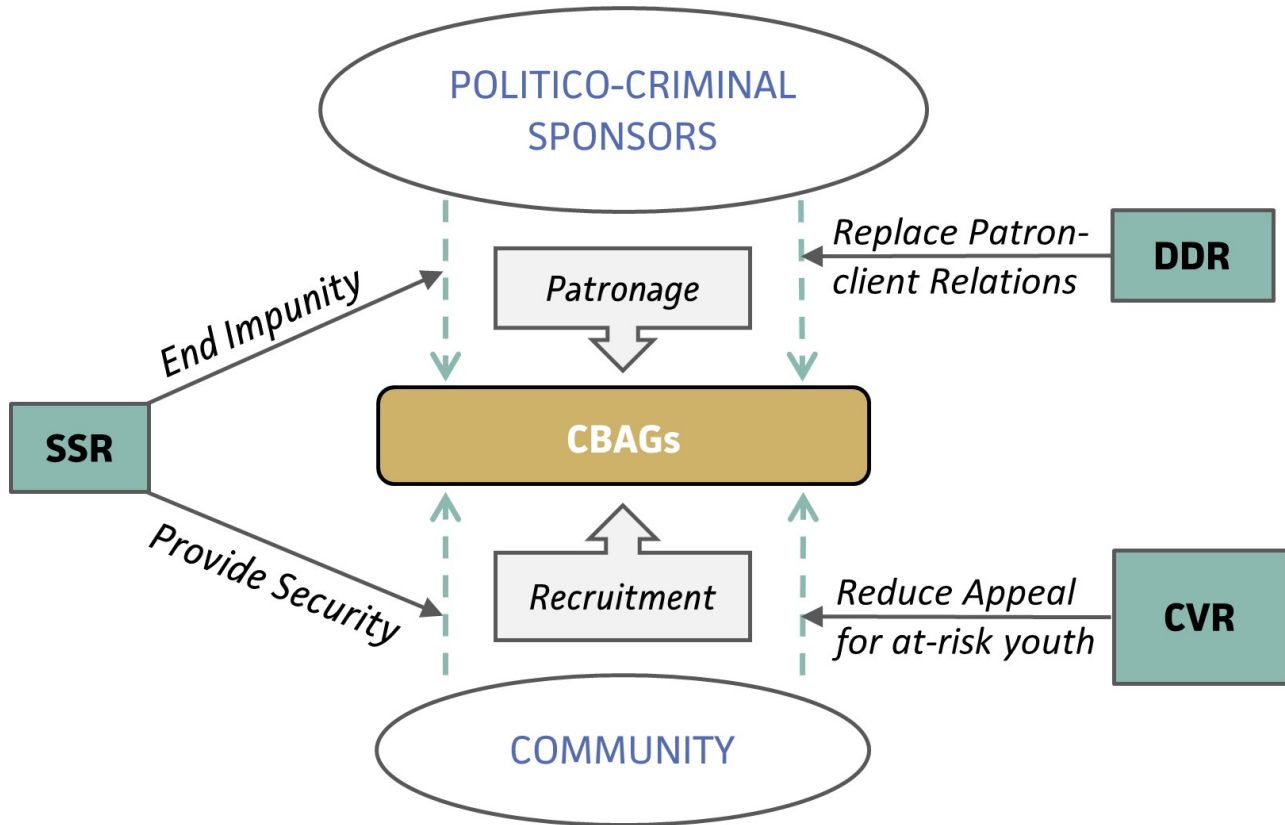 POLITICO-CRIMINAL
SPONSORS
Replace Patron-
client Relations
DDR
Patronage
End Impunity
CBAGs
SSR
Provide Security
Recruitment
Reduce Appeal
for at-risk youth
CVR
COMMUNITY